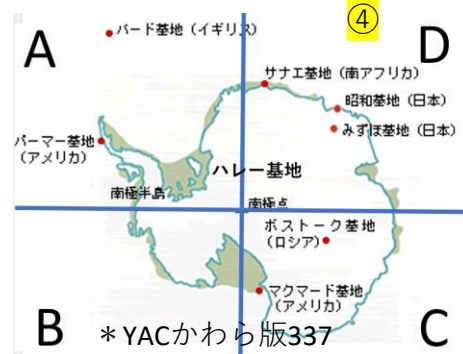 ④
A
バード基地（イギリス）
D
サナエ基地（南アフリカ）
昭和基地（日本）
みずほ基地（日本）
パーマー基地
（アメリカ）
ハレー基地
南極半島
南極点
ボストーク基地
（ロシア）
マクマード基地
（アメリカ）
B
＊YACかわら版337
C